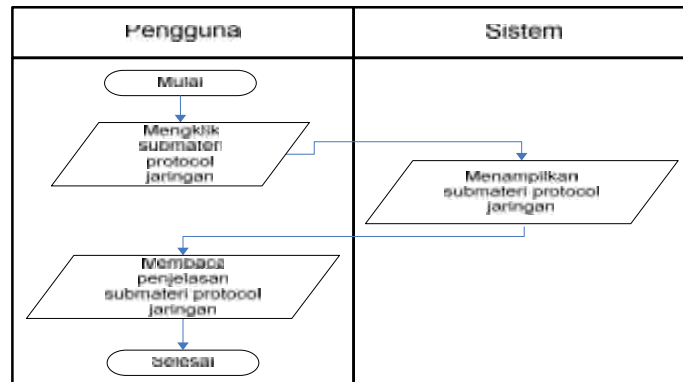 Pengguna
Sistem
Mulai
Mengklik
submateri
protocol
jaringan
Menampilkan
submateri protocol
jaringan
Membaca
penjelasan
submateri protocol
jaringan
Selesai